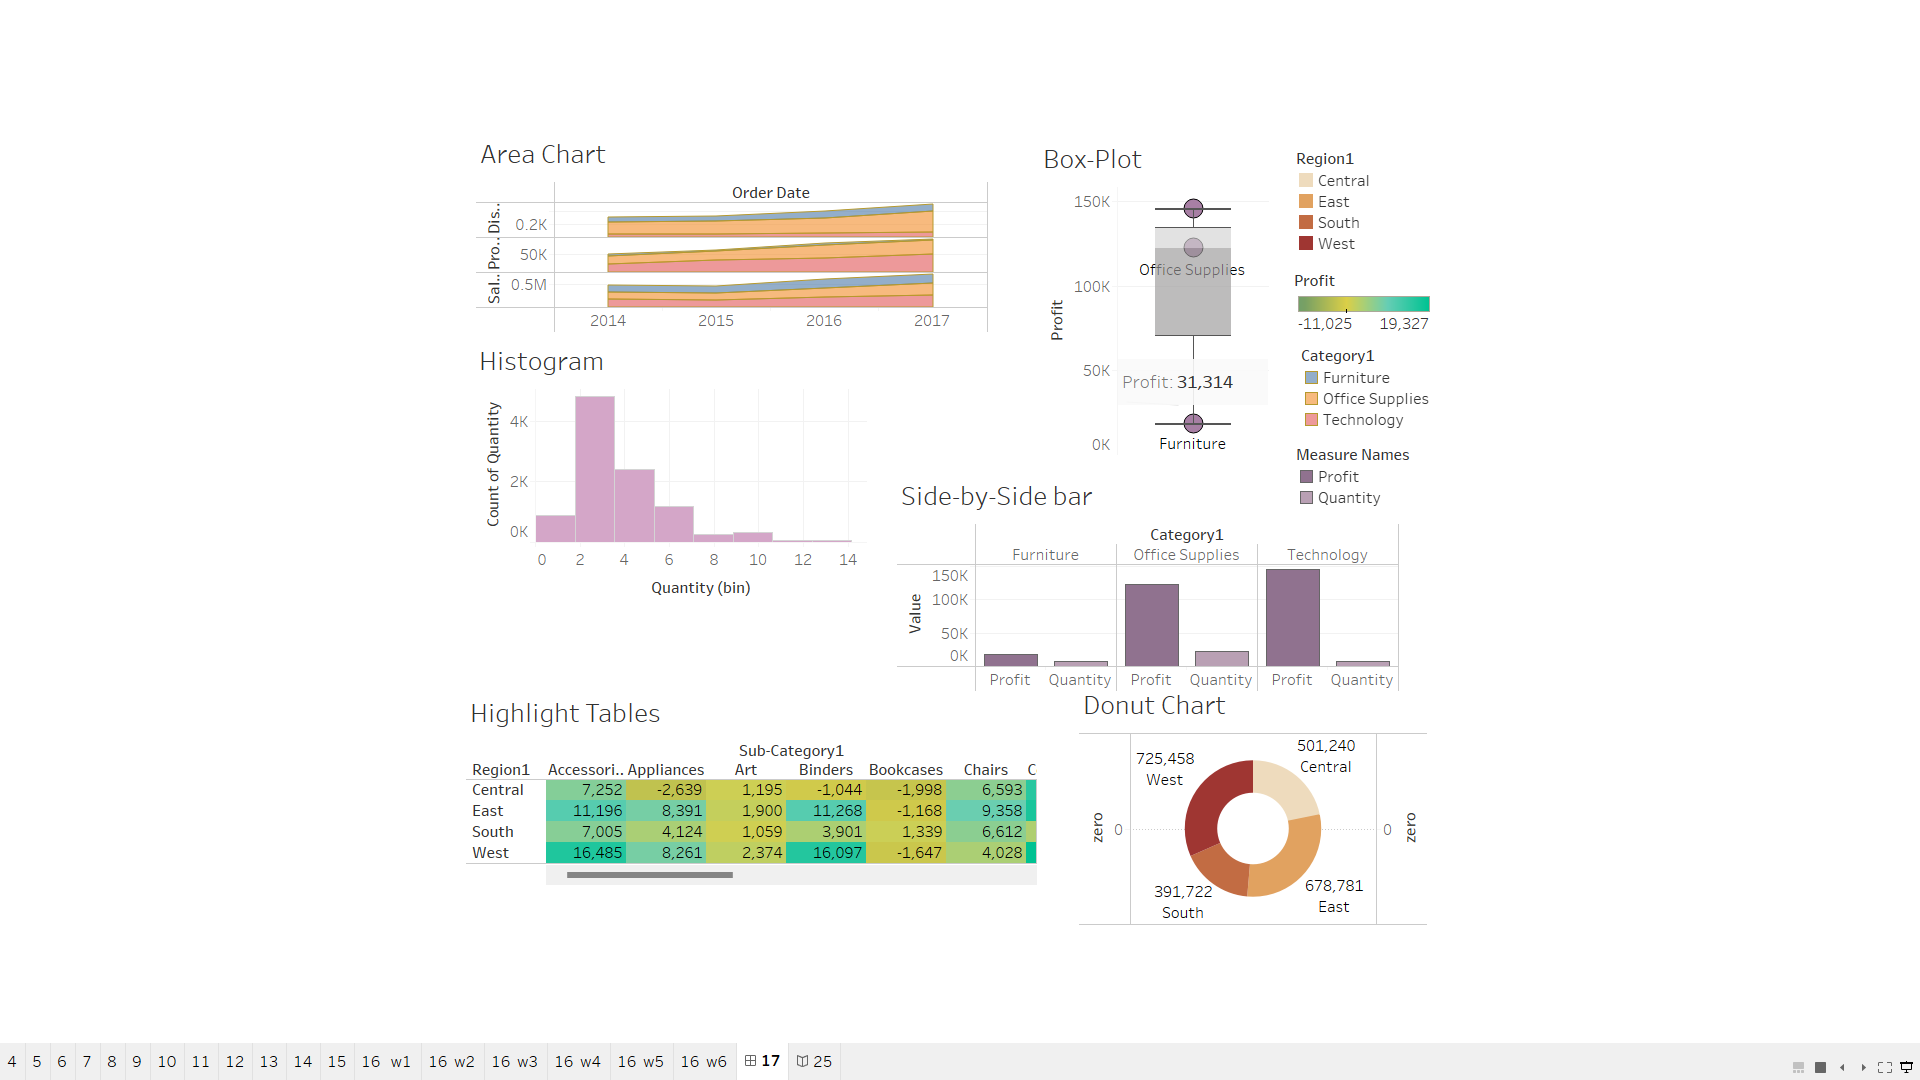 Area Chart
Order Date
Dis..
0.2K
Pro..
50K
Sal..
0.5M
2014 2015 2016 2017
Histogram
Count of Quantity
4K
2K
0K
0 2 4 6 8 10 12 14
Quantity (bin)
Box-Plot
Profit
150K
Office Supplies
100K
50K
Profit: 31,314
0K
Furniture
Region1
Central
East
South
West
Profit
-11,025 19,327
Category1
Furniture
Office Supplies
Technology
Measure Names
Profit
Quantity
Side-by-Side bar
Category1
Furniture Office Supplies Technology
Value
150K
100K
50K
0K
Profit Quantity Profit Quantity Profit Quantity
Highlight Tables
Sub-Category1
Region1 Accessori.. Appliances Art Binders Bookcases Chairs C
Central 7,252 -2,639 1,195 -1,044 -1,998 6,593
East 11,196 8,391 1,900 11,268 -1,168 9,358
South 7,005 4,124 1,059 3,901 1,339 6,612
West 16,485 8,261 2,374 16,097 -1,647 4,028
Donut Chart
501,240
Central
725,458
West
zero 0
0 zero
391,722
South
678,781
East
4 5 6 7 8 9 10 11 12 13 14 15 16 w1 16 w2 16 w3 16 w4 16 w5 16 w6 17 25